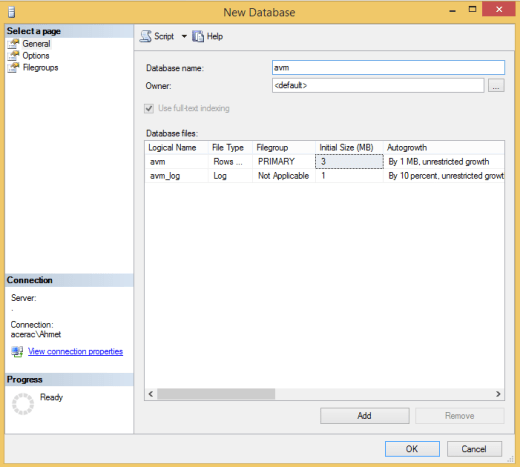 New Database
Select a page
General
Options
Filegroups
Script Help
Database name: avm
Owner: <default> ...
Use full-text indexing
Database files:
Logical Name File Type Filegroup Initial Size (MB) Autogrowth
avm Rows ... PRIMARY 3 By 1 MB, unrestricted growth
avm_log Log Not Applicable 1 By 10 percent, unrestricted growt
Connection
Server:
.
Connection:
acerac\Ahmet
View connection properties
Progress
Ready
Add Remove
OK Cancel